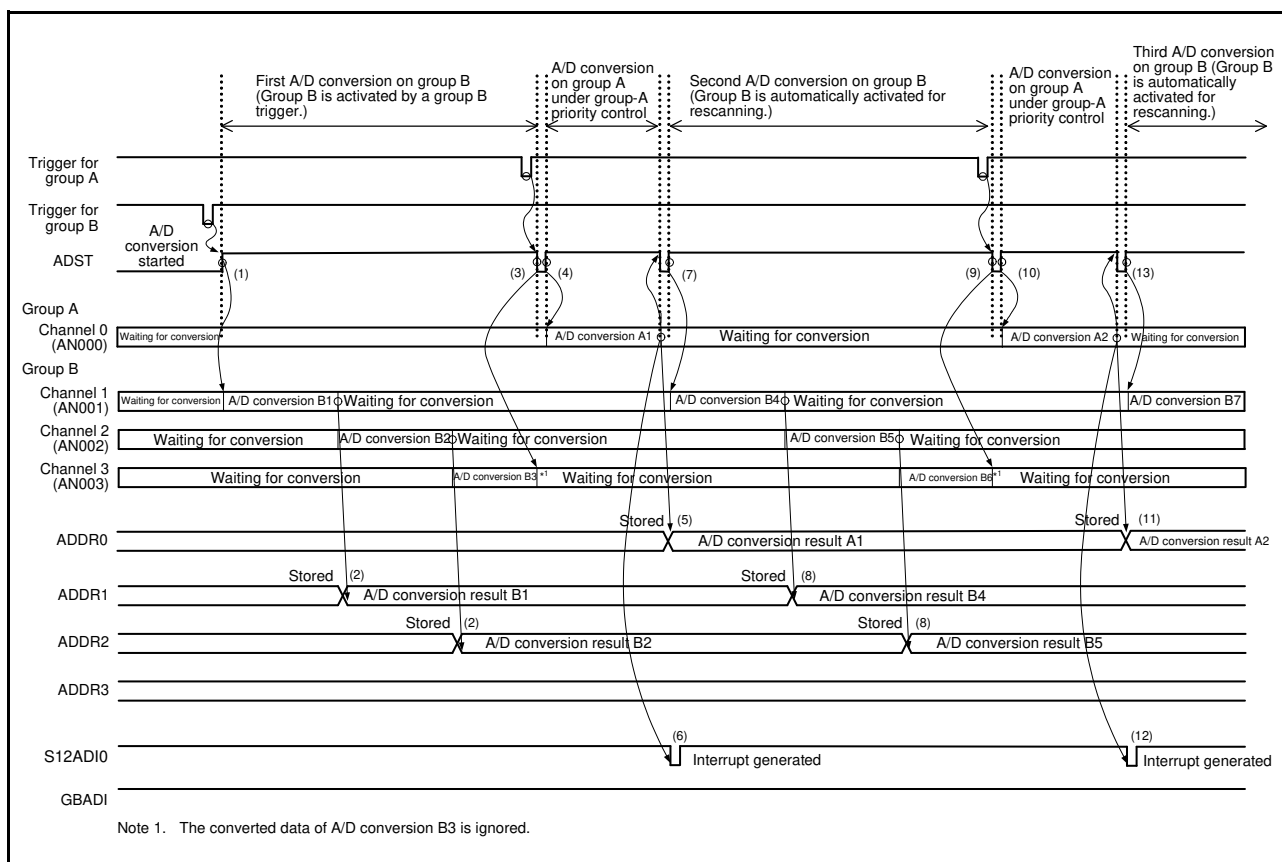 First A/D conversion on group B
(Group B is activated by a group B
trigger.)
A/D conversion
on group A
under group-A
priority control
Second A/D conversion on group B
(Group B is automatically activated for
rescanning.)
A/D conversion
on group A
under group-A
priority control
Third A/D conversion
on group B (Group B
is automatically
activated for
rescanning.)
Trigger for
group A
Trigger for
group B
A/D
conversion
started
ADST
(1)
(3)
(4)
(7)
(9)
(10)
(13)
Group A
Channel 0
(AN000)
Waiting for conversion
A/D conversion A1
Waiting for conversion
A/D conversion A2
Waiting for conversion
Group B
Channel 1
(AN001)
Waiting for conversion
A/D conversion B1
Waiting for conversion
A/D conversion B4
Waiting for conversion
A/D conversion B7
Channel 2
(AN002)
Waiting for conversion
A/D conversion B2
Waiting for conversion
A/D conversion B5
Waiting for conversion
Channel 3
(AN003)
Waiting for conversion
A/D conversion B3 *1
Waiting for conversion
A/D conversion B6*1
Waiting for conversion
ADDR0
Stored
(5)
A/D conversion result A1
Stored
(11)
A/D conversion result A2
ADDR1
Stored
(2)
A/D conversion result B1
Stored
(8)
A/D conversion result B4
ADDR2
Stored
(2)
A/D conversion result B2
Stored
(8)
A/D conversion result B5
ADDR3
S12ADI0
(6)
Interrupt generated
(12)
Interrupt generated
GBADI
Note 1. The converted data of A/D conversion B3 is ignored.